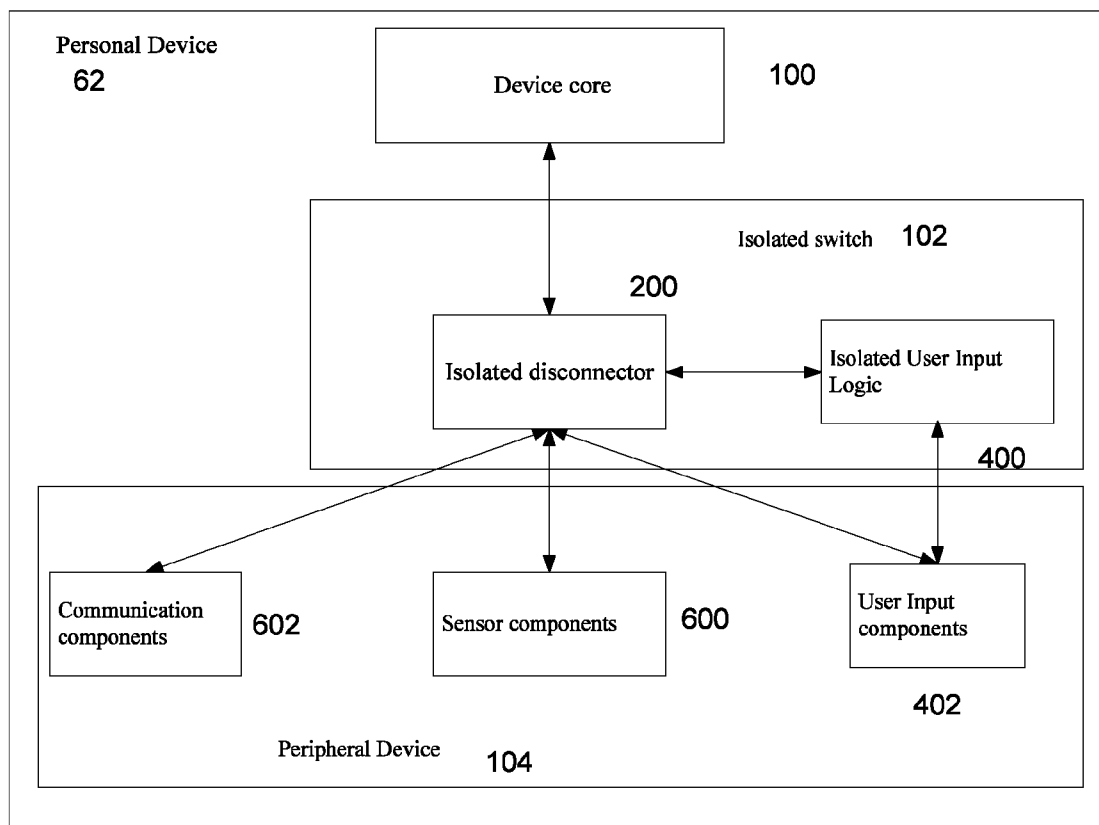 Personal Device
62
Device core
100
Isolated switch
102
200
Isolated disconnector
Isolated User Input
Logic
400
Communication
components
602
Sensor components
600
User Input
components
402
Peripheral Device
104